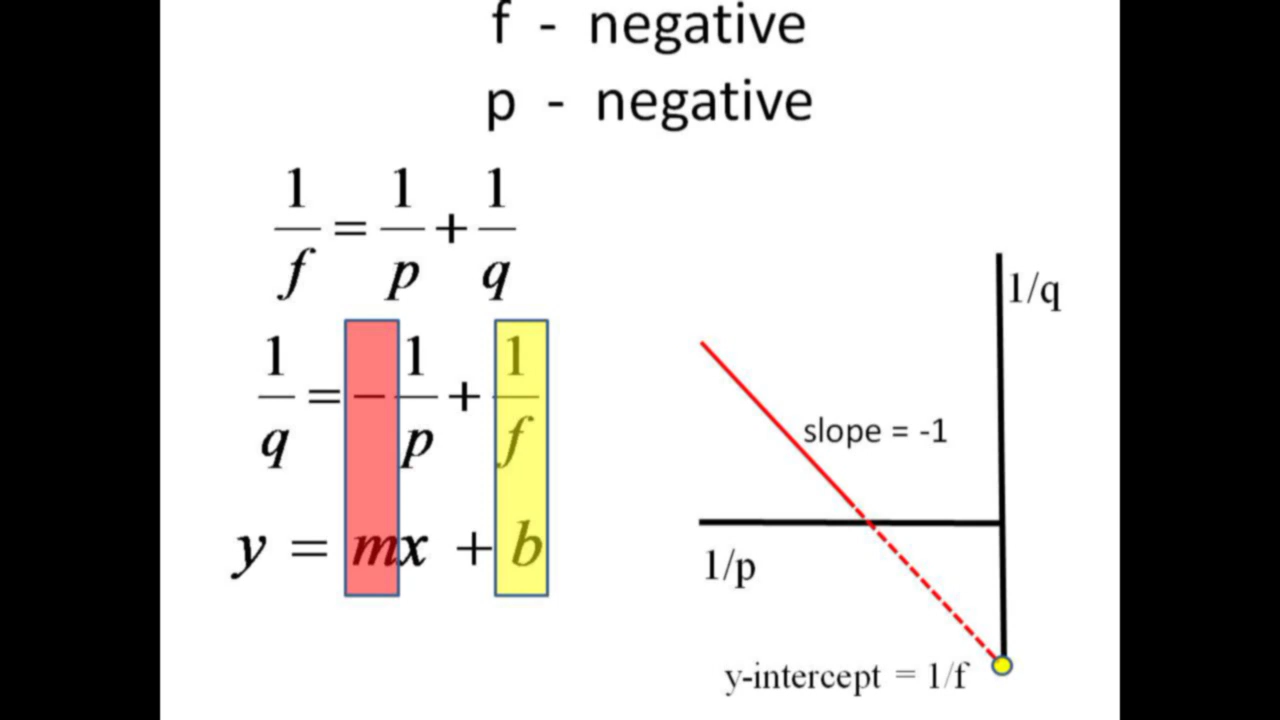 f - negative
p - negative
1/f = 1/p + 1/q
1/q = - 1/p + 1/f
y = mx + b
1/q
slope = -1
1/p
y-intercept = 1/f